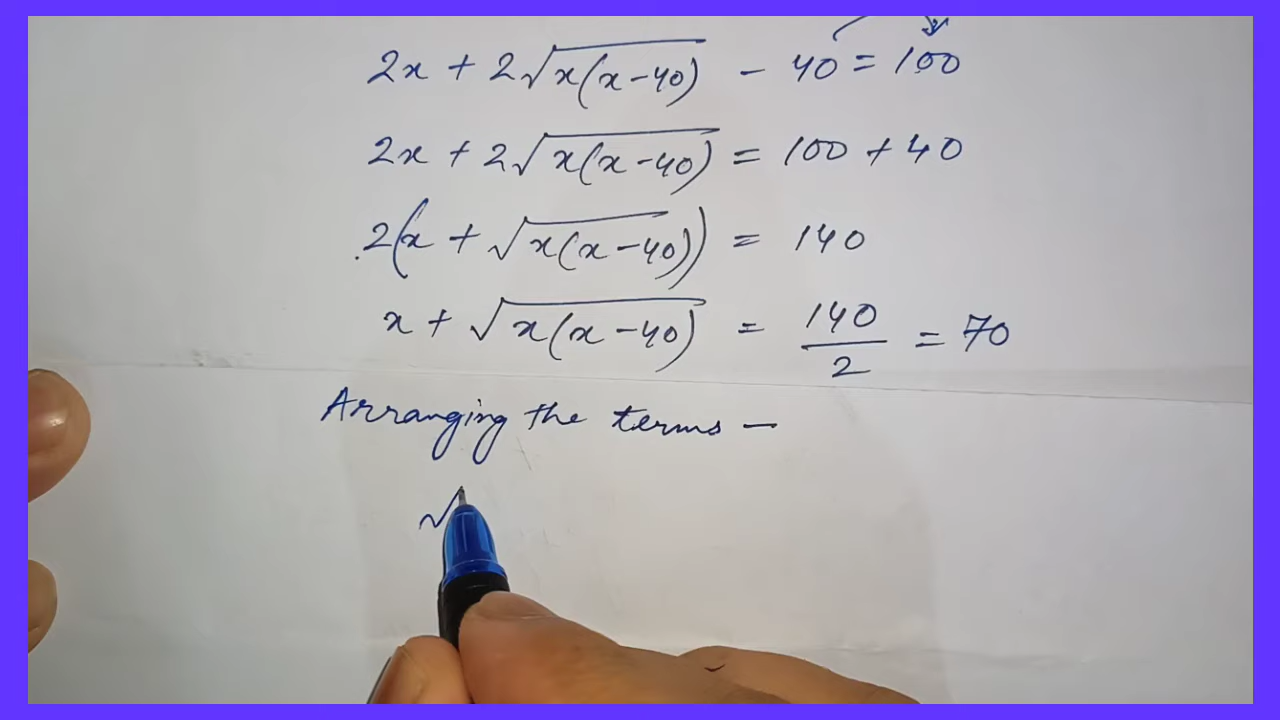 2x + 2√x(x-40) - 40 = 100
2x + 2√x(x-40) = 100 + 40
2(x + √x(x-40)) = 140
x + √x(x-40) = 140/2 = 70
Arranging the terms —
√